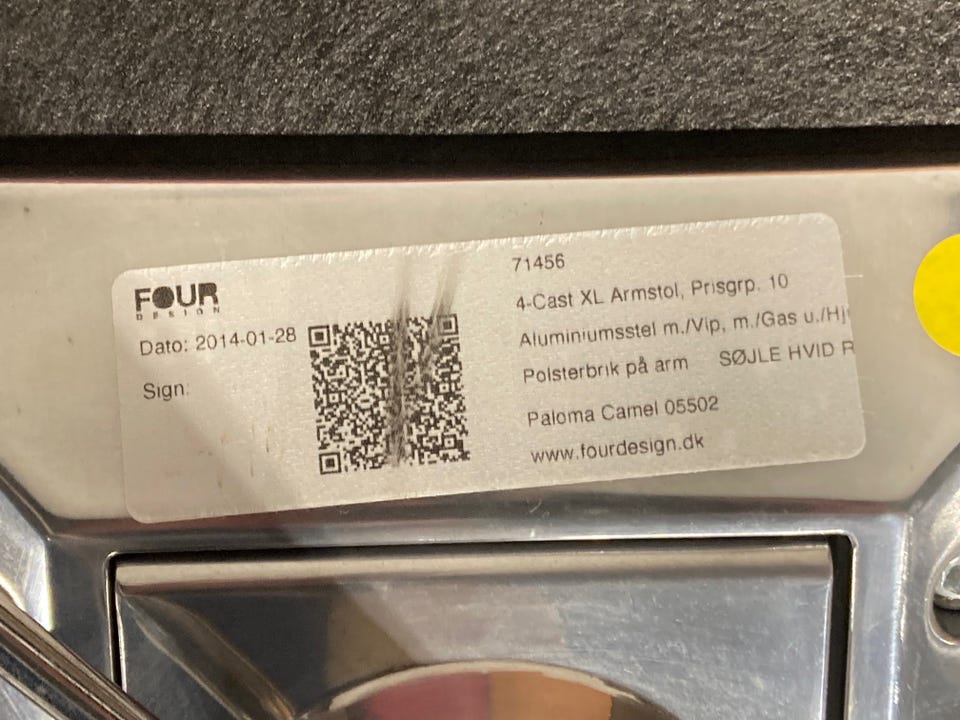 FOUR
DESIGN
Dato: 2014-01-28
Sign:
71456
4-Cast XL Armstol, Prisgrp. 10
Aluminiumsstel m./Vip, m./Gas u./Hj
Polsterbrik på arm SØJLE HVID R
Paloma Camel 05502
www.fourdesign.dk